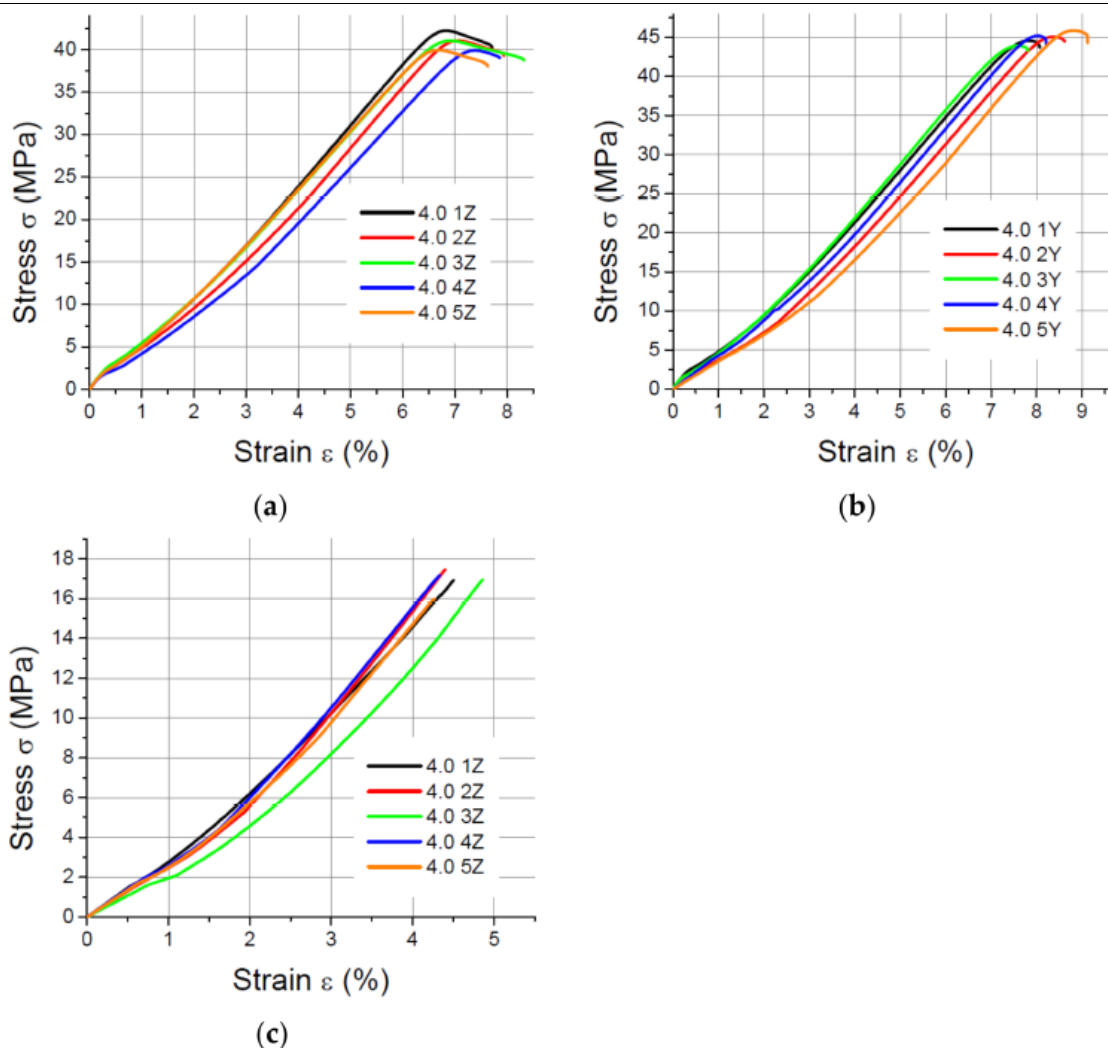 Stress σ (MPa)
40
35
30
25
20
15
10
5
0
4.0 1Z
4.0 2Z
4.0 3Z
4.0 4Z
4.0 5Z
0 1 2 3 4 5 6 7 8
Strain ε (%)
(a)
Stress σ (MPa)
45
40
35
30
25
20
15
10
5
0
4.0 1Y
4.0 2Y
4.0 3Y
4.0 4Y
4.0 5Y
0 1 2 3 4 5 6 7 8 9
Strain ε (%)
(b)
Stress σ (MPa)
18
16
14
12
10
8
6
4
2
0
4.0 1Z
4.0 2Z
4.0 3Z
4.0 4Z
4.0 5Z
0 1 2 3 4 5
Strain ε (%)
(c)